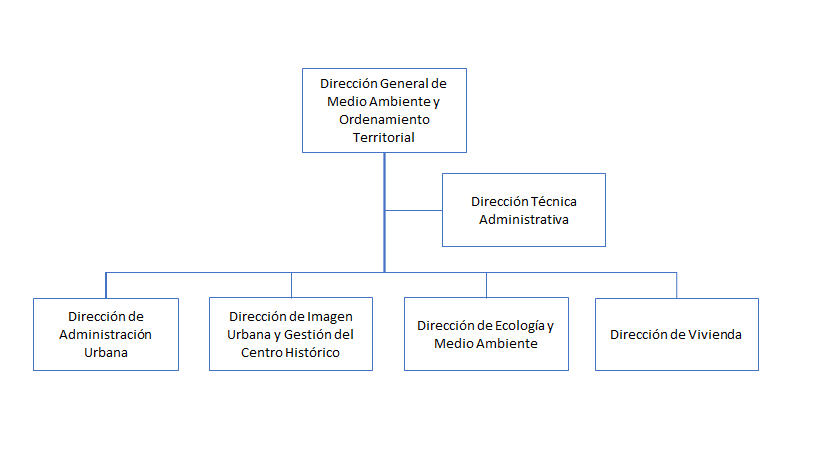 Dirección General de
Medio Ambiente y
Ordenamiento
Territorial
Dirección Técnica
Administrativa
Dirección de
Administración
Urbana
Dirección de Imagen
Urbana y Gestión del
Centro Histórico
Dirección de Ecología y
Medio Ambiente
Dirección de Vivienda